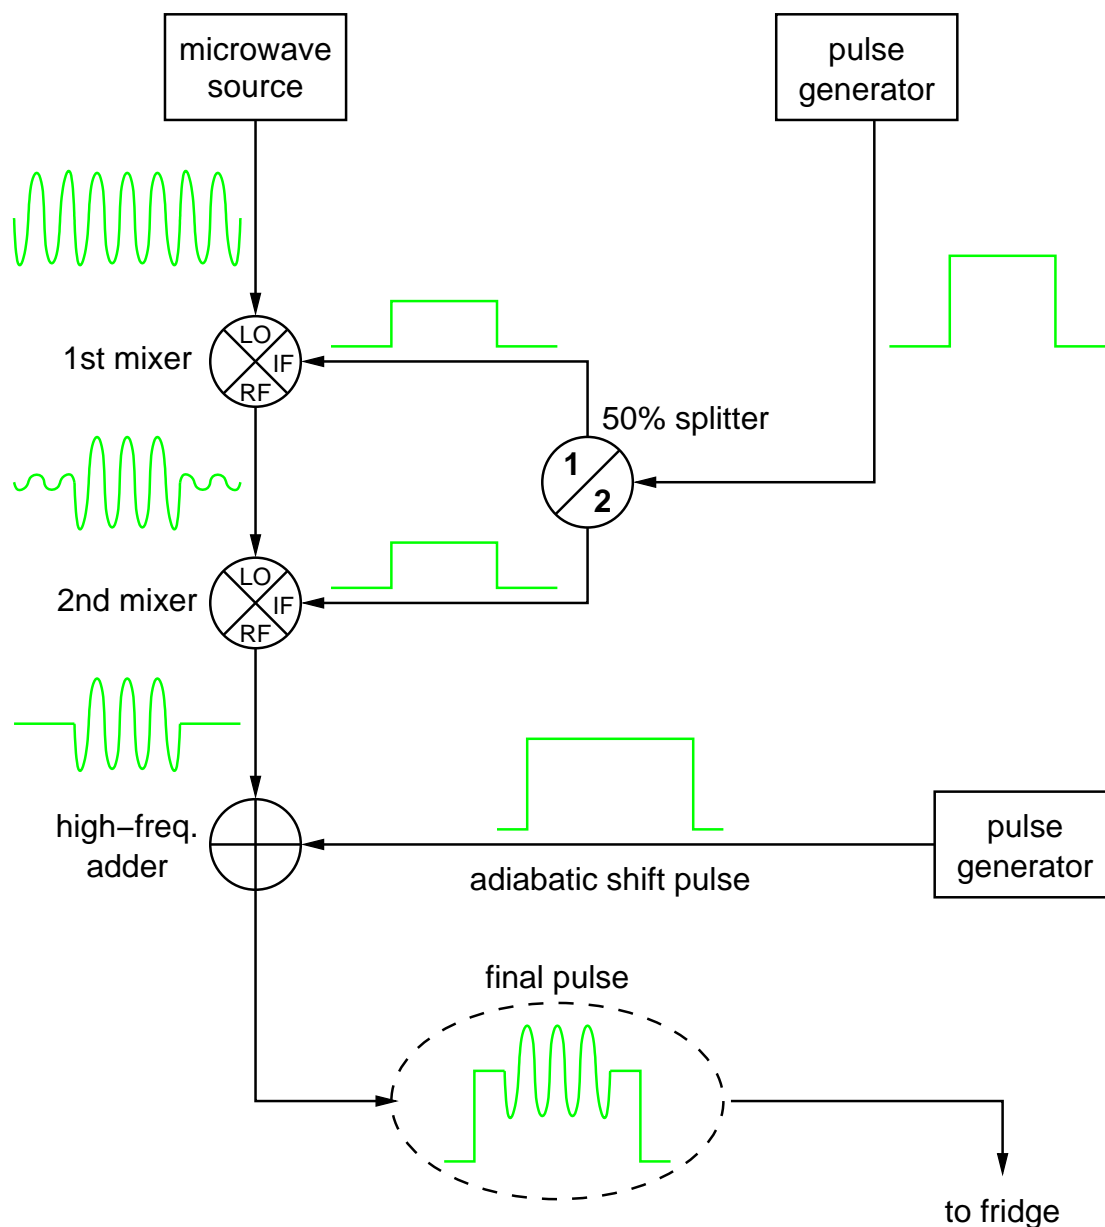 microwave
source
pulse
generator
LO
1st mixer
IF
RF
50% splitter
1
2
LO
2nd mixer
IF
RF
high–freq.
adder
pulse
generator
adiabatic shift pulse
final pulse
to fridge